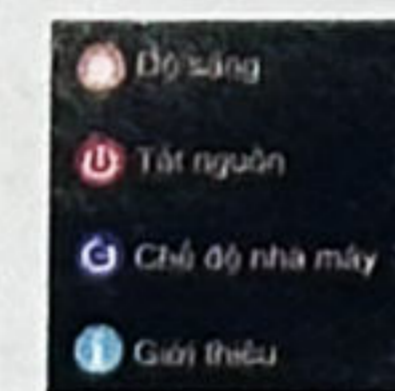 Độ sáng
Tắt nguồn
Chế độ nhà máy
Giới thiệu